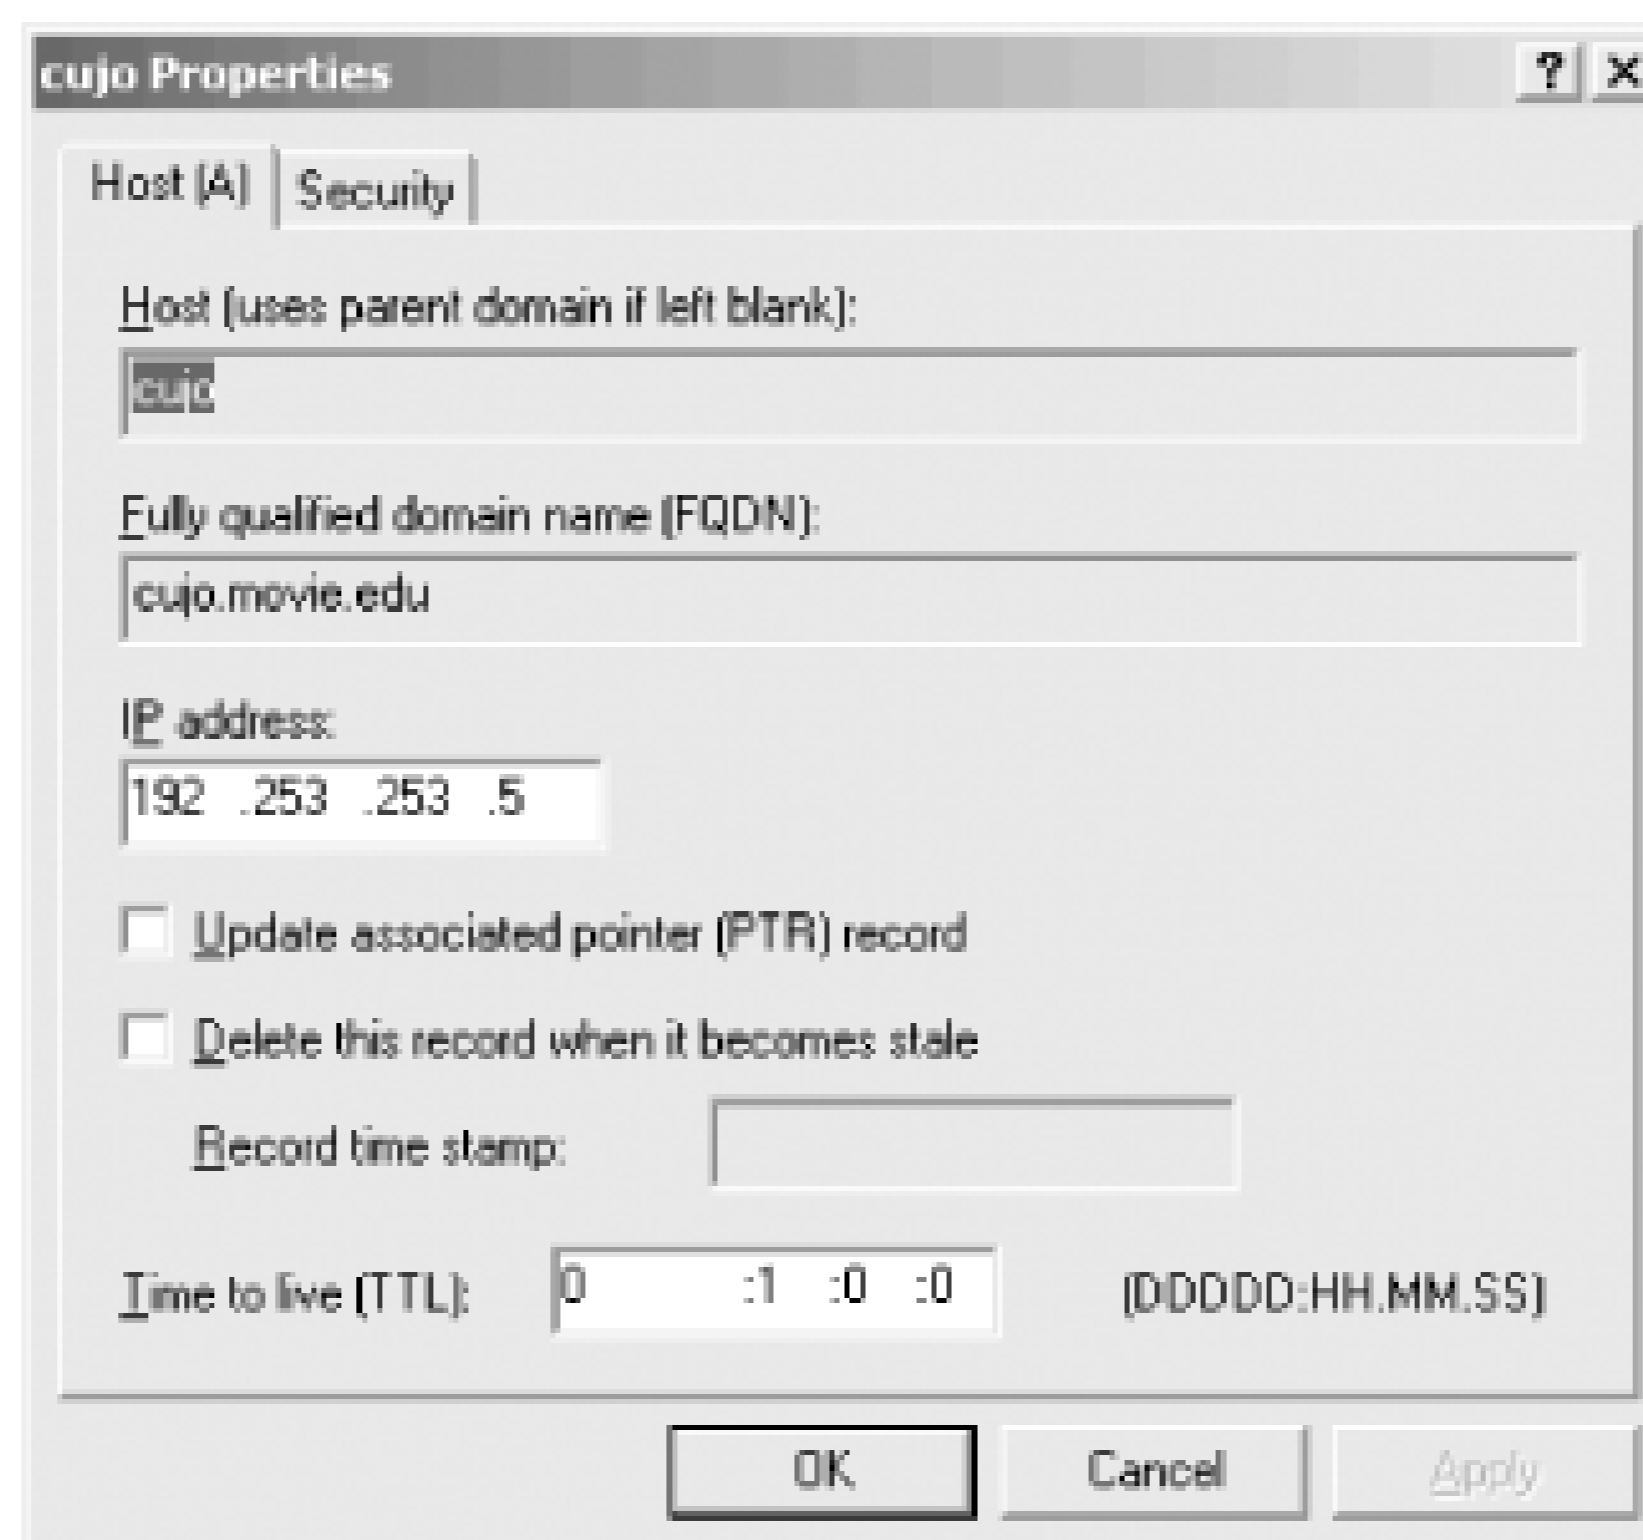 cujo Properties
Host (A) Security
Host (uses parent domain if left blank):
cujo
Fully qualified domain name (FQDN):
cujo.movie.edu
IP address:
192 .253 .253 .5
Update associated pointer (PTR) record
Delete this record when it becomes stale
Record time stamp:
Time to live (TTL): 0 :1 :0 :0 (DDDDD:HH.MM.SS)
OK Cancel Apply